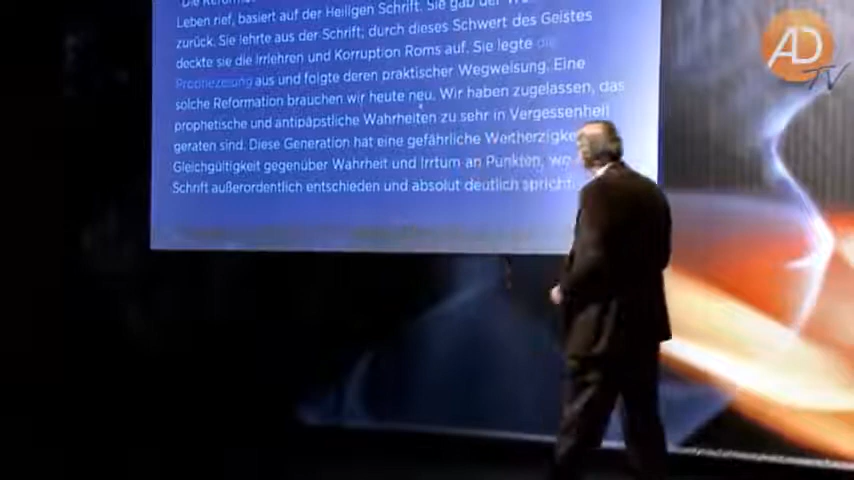 Leben rief, basiert auf der Heiligen Schrift. Sie gab der
zurück. Sie lehrte aus der Schrift; durch dieses Schwert des Geistes
deckte sie die Irrlehren und Korruption Roms auf. Sie legte die
Prophezeiung aus und folgte deren praktischer Wegweisung. Eine
solche Reformation brauchen wir heute neu. Wir haben zugelassen, das
prophetische und antipäpstliche Wahrheiten zu sehr in Vergessenheit
geraten sind. Diese Generation hat eine gefährliche
Gleichgültigkeit gegenüber Wahrheit und Irrtum an Punkten, wo
Schrift außerordentlich entschieden und absolut deutlich spricht.
AD
TV